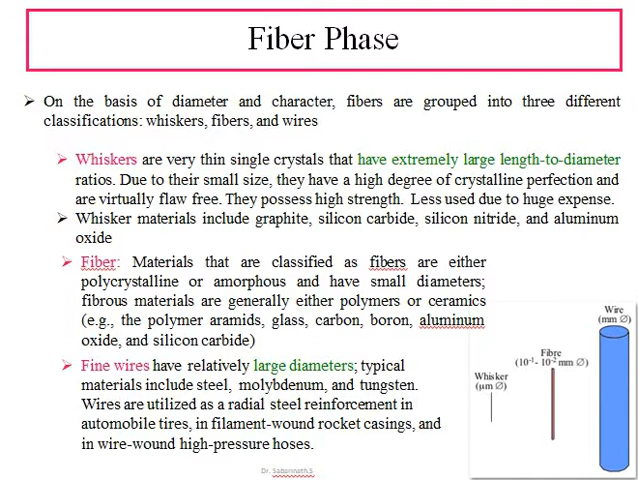 Fiber Phase
On the basis of diameter and character, fibers are grouped into three different
classifications: whiskers, fibers, and wires
Whiskers are very thin single crystals that have extremely large length-to-diameter
ratios. Due to their small size, they have a high degree of crystalline perfection and
are virtually flaw free. They possess high strength. Less used due to huge expense.
Whisker materials include graphite, silicon carbide, silicon nitride, and aluminum
oxide
Fiber: Materials that are classified as fibers are either
polycrystalline or amorphous and have small diameters;
fibrous materials are generally either polymers or ceramics
(e.g., the polymer aramids, glass, carbon, boron, aluminum
oxide, and silicon carbide)
Fine wires have relatively large diameters; typical
materials include steel, molybdenum, and tungsten.
Wires are utilized as a radial steel reinforcement in
automobile tires, in filament-wound rocket casings, and
in wire-wound high-pressure hoses.
Wire
(mm ∅)
Fibre
(10⁻¹- 10⁻² mm ∅)
Whisker
(µm ∅)
Dr. Sabarinath.S